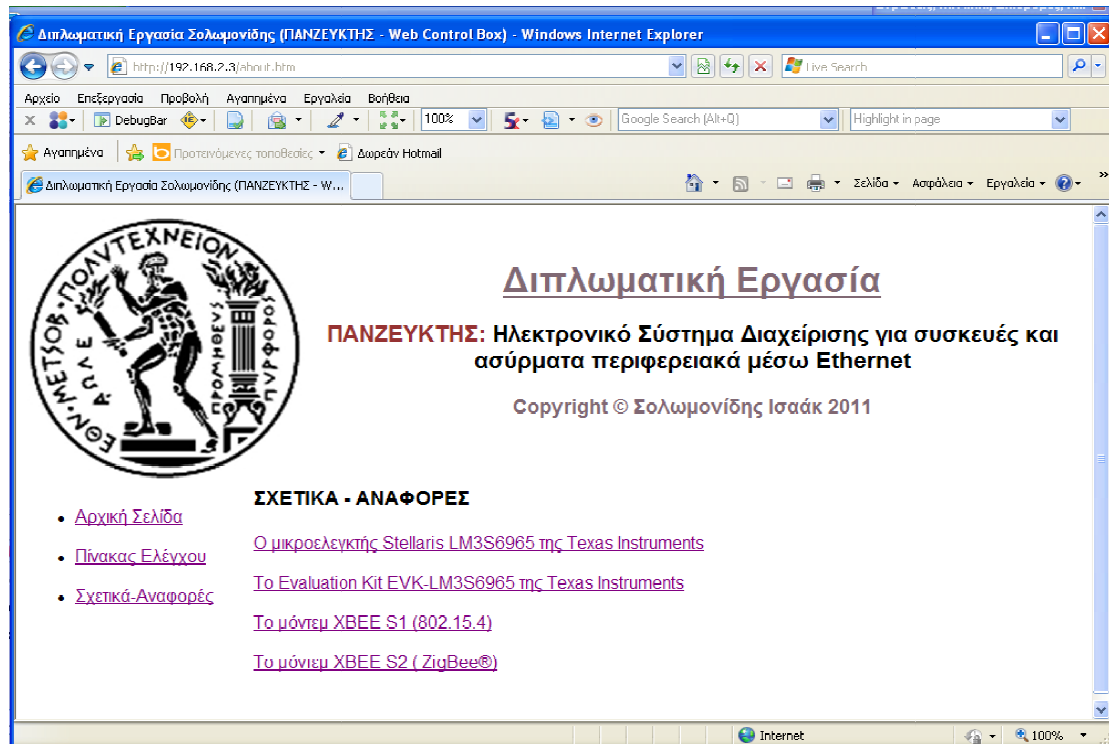 Διπλωματική Εργασία Σολωμονίδης (ΠΑΝΖΕΥΚΤΗΣ - Web Control Box) - Windows Internet Explorer
http://192.168.2.3/about.htm
Live Search
Αρχείο Επεξεργασία Προβολή Αγαπημένα Εργαλεία Βοήθεια
DebugBar 100% Google Search (Alt+Q) Highlight in page
Αγαπημένα Προτεινόμενες τοποθεσίες Δωρεάν Hotmail
Διπλωματική Εργασία Σολωμονίδης (ΠΑΝΖΕΥΚΤΗΣ - W...
Σελίδα Ασφάλεια Εργαλεία
ΕΘΝ·ΜΕΤΣΟΒ·ΠΟΛΥΤΕΧΝΕΙΟΝ
ΠΡΟΜΗΘΕΥΣ ΠΥΡΦΟΡΟΣ
Διπλωματική Εργασία
ΠΑΝΖΕΥΚΤΗΣ: Ηλεκτρονικό Σύστημα Διαχείρισης για συσκευές και
ασύρματα περιφερειακά μέσω Ethernet
Copyright © Σολωμονίδης Ισαάκ 2011
Αρχική Σελίδα
Πίνακας Ελέγχου
Σχετικά-Αναφορές
ΣΧΕΤΙΚΑ - ΑΝΑΦΟΡΕΣ
Ο μικροελεγκτής Stellaris LM3S6965 της Texas Instruments
Το Evaluation Kit EVK-LM3S6965 της Texas Instruments
Το μόντεμ XBEE S1 (802.15.4)
Το μόντεμ XBEE S2 ( ZigBee®)
Internet
100%